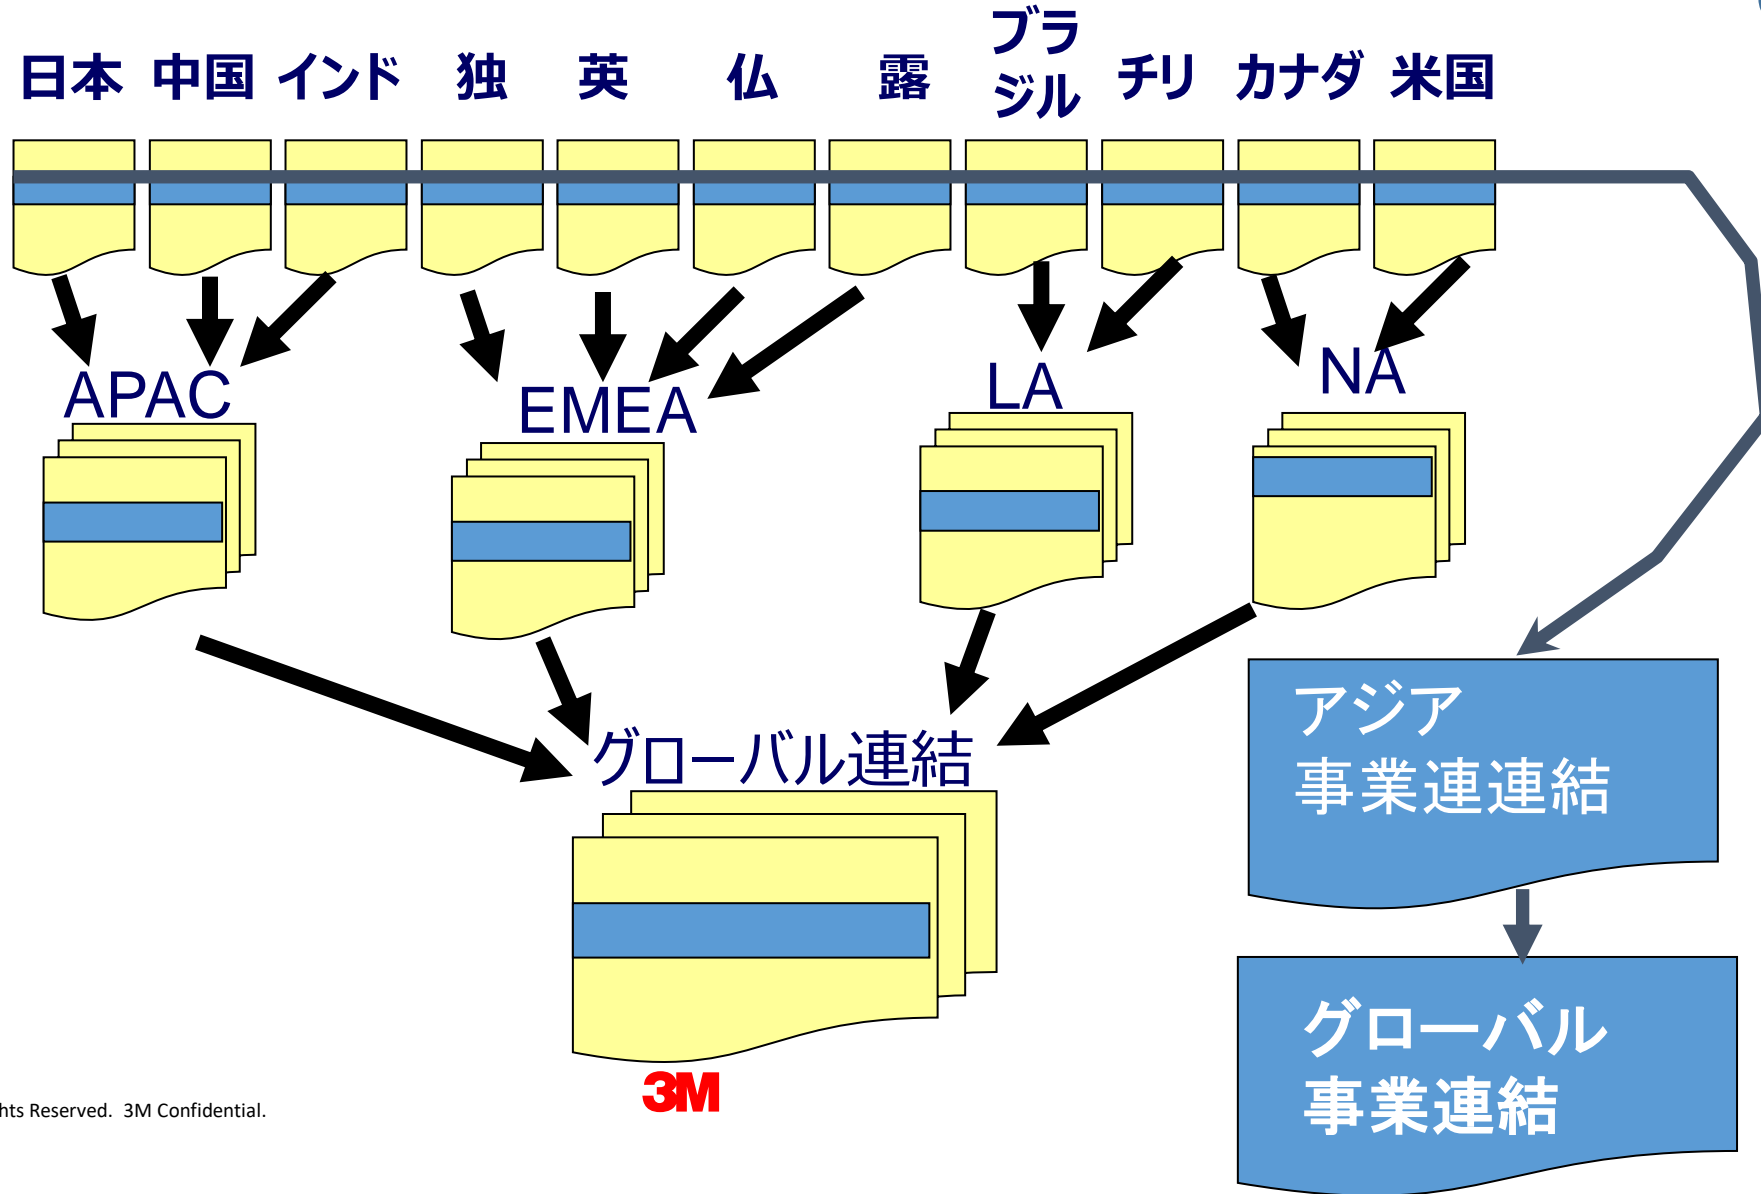 日本 中国 インド 独 英 仏 露 ブラ
ジル チリ カナダ 米国
APAC EMEA LA NA
グローバル連結
アジア
事業連連結
グローバル
事業連結
3M
hts Reserved. 3M Confidential.